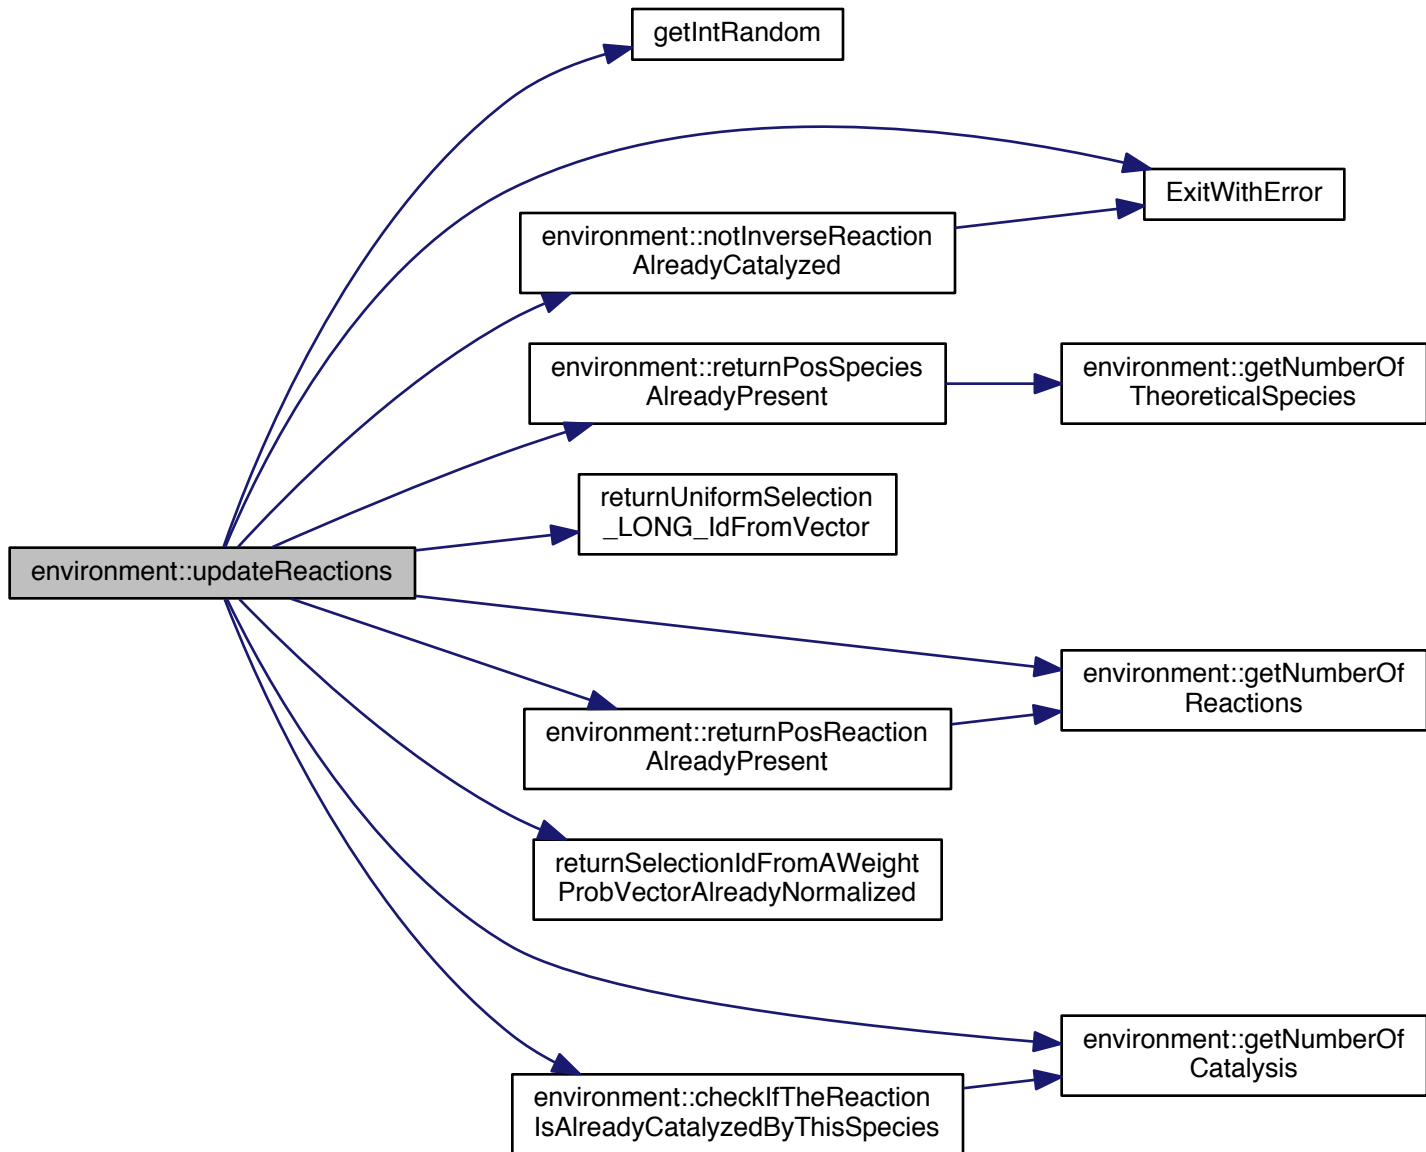 getIntRandom
ExitWithError
environment::notInverseReaction
AlreadyCatalyzed
environment::returnPosSpecies
AlreadyPresent
environment::getNumberOf
TheoreticalSpecies
returnUniformSelection
_LONG_IdFromVector
environment::updateReactions
environment::getNumberOf
Reactions
environment::returnPosReaction
AlreadyPresent
returnSelectionIdFromAWeight
ProbVectorAlreadyNormalized
environment::getNumberOf
Catalysis
environment::checkIfTheReaction
IsAlreadyCatalyzedByThisSpecies